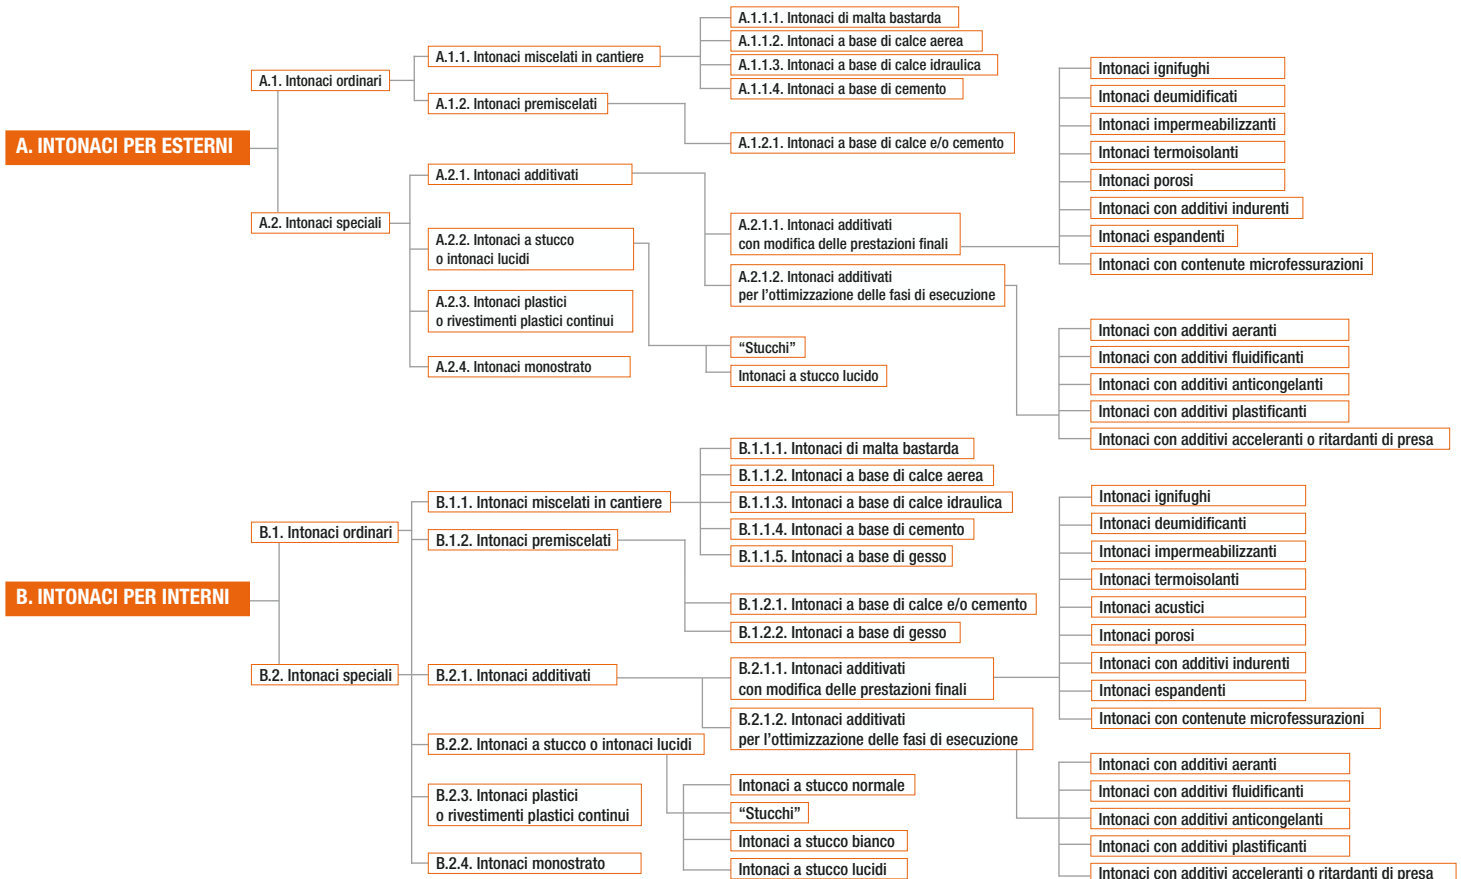 A. INTONACI PER ESTERNI
A.1. Intonaci ordinari
A.1.1. Intonaci miscelati in cantiere
A.1.1.1. Intonaci di malta bastarda
A.1.1.2. Intonaci a base di calce aerea
A.1.1.3. Intonaci a base di calce idraulica
A.1.1.4. Intonaci a base di cemento
A.1.2. Intonaci premiscelati
A.1.2.1. Intonaci a base di calce e/o cemento
A.2. Intonaci speciali
A.2.1. Intonaci additivati
A.2.1.1. Intonaci additivati
con modifica delle prestazioni finali
Intonaci ignifughi
Intonaci deumidificati
Intonaci impermeabilizzanti
Intonaci termoisolanti
Intonaci porosi
Intonaci con additivi indurenti
Intonaci espandenti
Intonaci con contenute microfessurazioni
A.2.1.2. Intonaci additivati
per l'ottimizzazione delle fasi di esecuzione
Intonaci con additivi aeranti
Intonaci con additivi fluidificanti
Intonaci con additivi anticongelanti
Intonaci con additivi plastificanti
Intonaci con additivi acceleranti o ritardanti di presa
A.2.2. Intonaci a stucco
o intonaci lucidi
“Stucchi”
Intonaci a stucco lucido
A.2.3. Intonaci plastici
o rivestimenti plastici continui
A.2.4. Intonaci monostrato
B. INTONACI PER INTERNI
B.1. Intonaci ordinari
B.1.1. Intonaci miscelati in cantiere
B.1.1.1. Intonaci di malta bastarda
B.1.1.2. Intonaci a base di calce aerea
B.1.1.3. Intonaci a base di calce idraulica
B.1.1.4. Intonaci a base di cemento
B.1.1.5. Intonaci a base di gesso
B.1.2. Intonaci premiscelati
B.1.2.1. Intonaci a base di calce e/o cemento
B.1.2.2. Intonaci a base di gesso
B.2. Intonaci speciali
B.2.1. Intonaci additivati
B.2.1.1. Intonaci additivati
con modifica delle prestazioni finali
Intonaci ignifughi
Intonaci deumidificanti
Intonaci impermeabilizzanti
Intonaci termoisolanti
Intonaci acustici
Intonaci porosi
Intonaci con additivi indurenti
Intonaci espandenti
Intonaci con contenute microfessurazioni
B.2.1.2. Intonaci additivati
per l'ottimizzazione delle fasi di esecuzione
Intonaci con additivi aeranti
Intonaci con additivi fluidificanti
Intonaci con additivi anticongelanti
Intonaci con additivi plastificanti
Intonaci con additivi acceleranti o ritardanti di presa
B.2.2. Intonaci a stucco o intonaci lucidi
Intonaci a stucco normale
“Stucchi”
Intonaci a stucco bianco
Intonaci a stucco lucidi
B.2.3. Intonaci plastici
o rivestimenti plastici continui
B.2.4. Intonaci monostrato